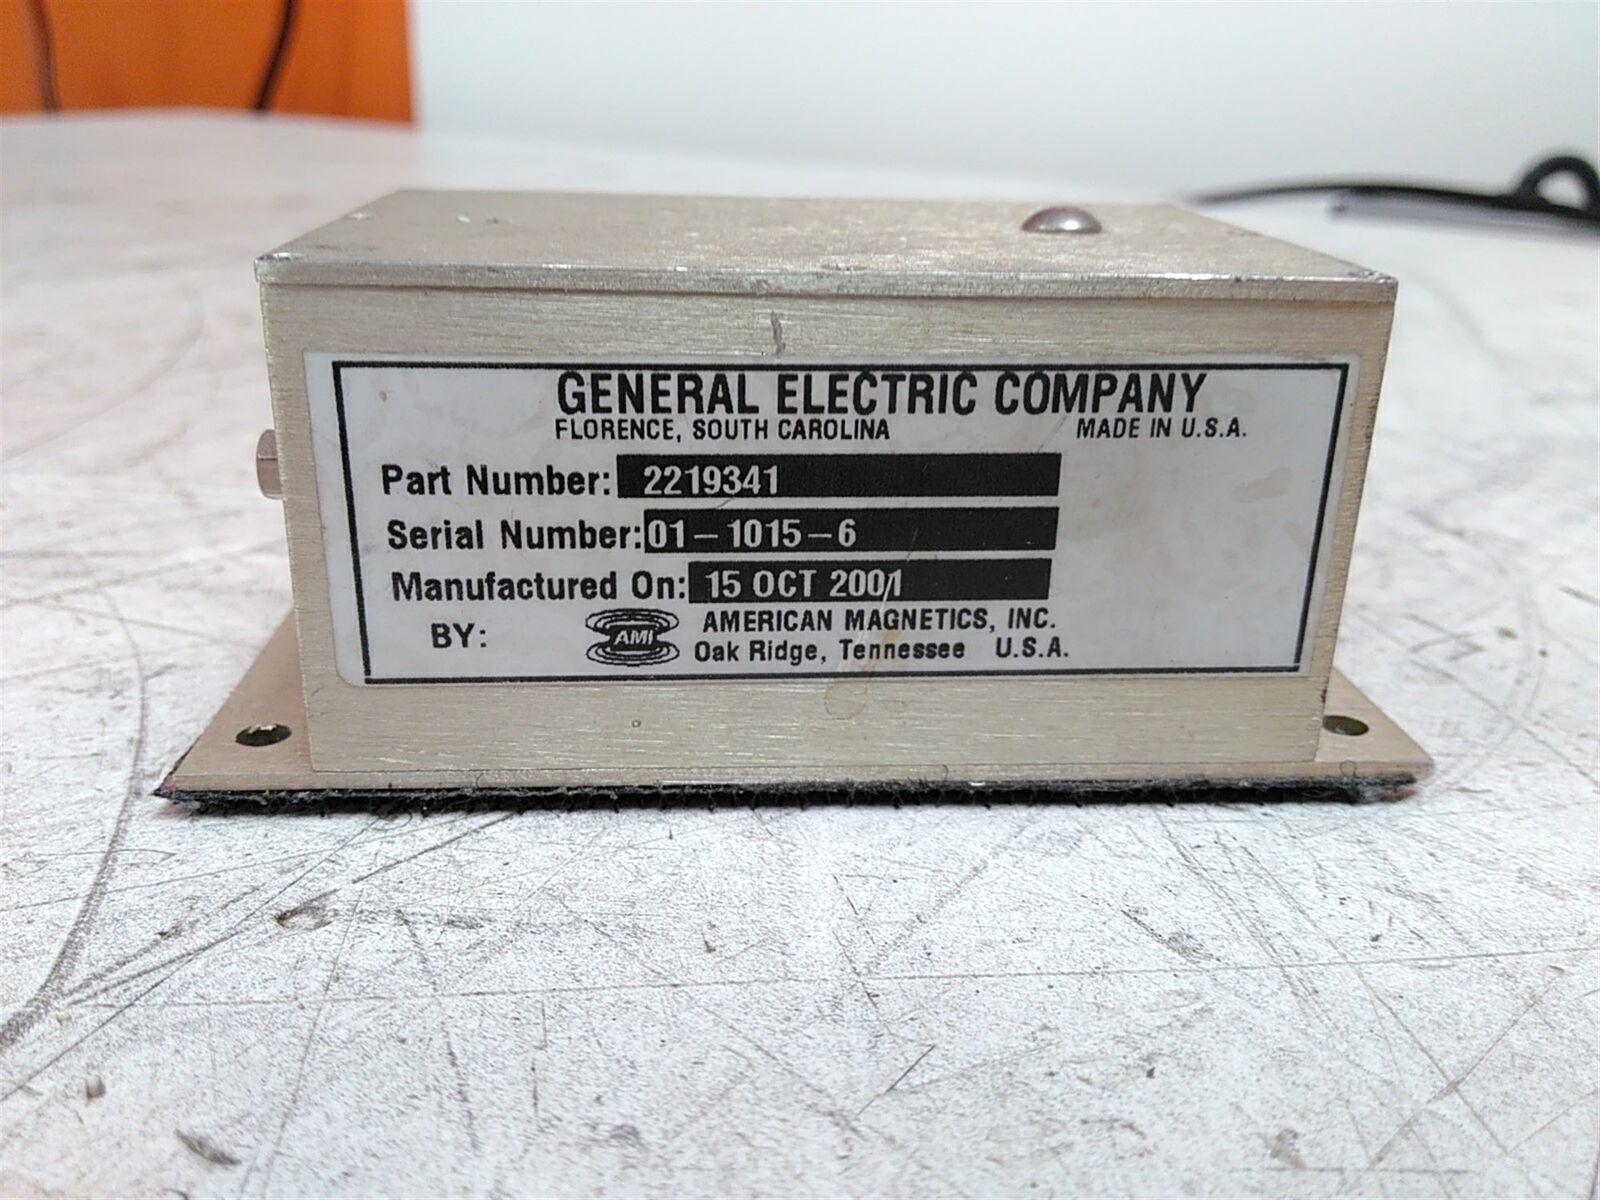 GENERAL ELECTRIC COMPANY
FLORENCE, SOUTH CAROLINA MADE IN U.S.A.
Part Number: 2219341
Serial Number: 01-1015-6
Manufactured On: 15 OCT 2001
BY: AMI AMERICAN MAGNETICS, INC.
Oak Ridge, Tennessee U.S.A.